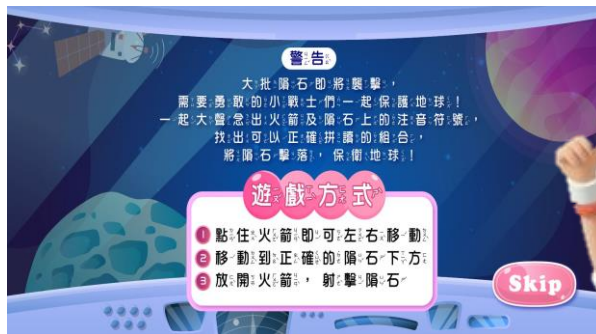 警告
大批隕石即將襲擊，
需要勇敢的小戰士們一起保護地球！
一起大聲念出火箭及隕石上的注音符號，
找出可以正確拼讀的組合，
將隕石擊落，保衛地球！
遊戲方式
1 點住火箭即可左右移動
2 移動到正確的隕石下方
3 放開火箭，射擊隕石
Skip